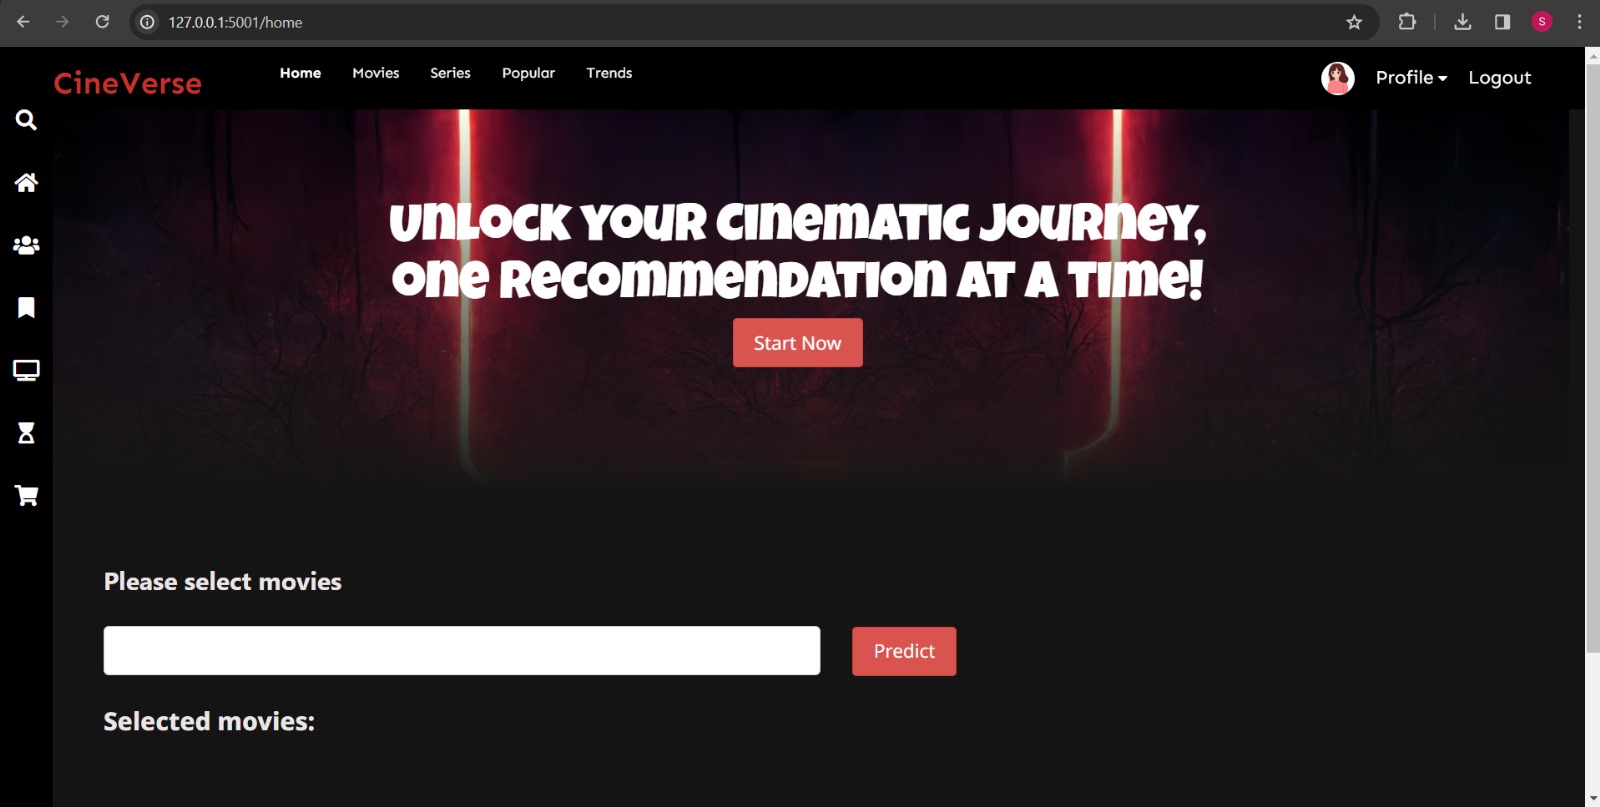 127.0.0.1:5001/home
S
CineVerse
Home Movies Series Popular Trends
Profile Logout
Unlock Your Cinematic Journey,
One Recommendation at a Time!
Start Now
Please select movies
Predict
Selected movies: